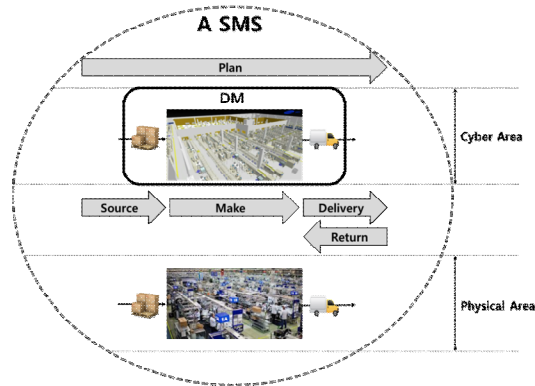 A SMS
Plan
DM
Cyber Area
Source
Make
Delivery
Return
Physical Area